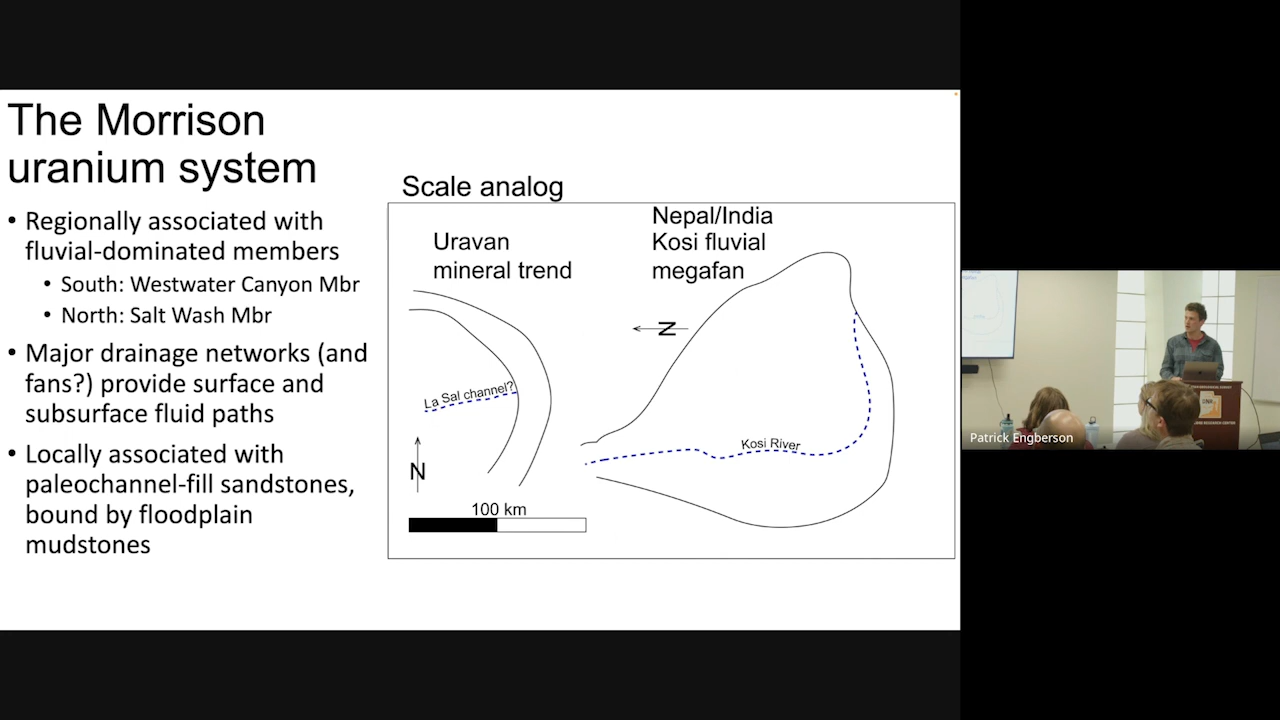 The Morrison
uranium system
• Regionally associated with
fluvial-dominated members
• South: Westwater Canyon Mbr
• North: Salt Wash Mbr
• Major drainage networks (and
fans?) provide surface and
subsurface fluid paths
• Locally associated with
paleochannel-fill sandstones,
bound by floodplain
mudstones
Scale analog
Uravan
mineral trend
Nepal/India
Kosi fluvial
megafan
N
La Sal channel?
Kosi River
N
100 km
Patrick Engberson